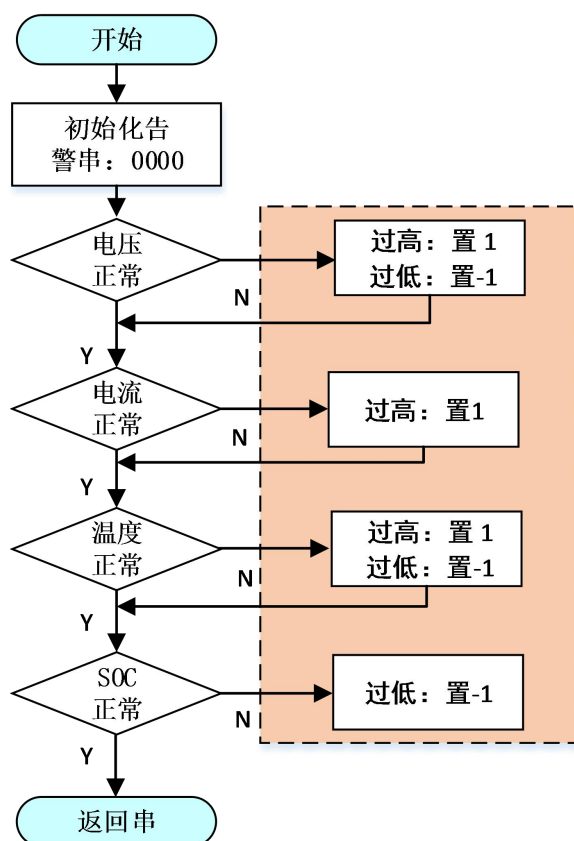 开始
初始化告
警串：0000
电压
正常
过高：置 1
过低：置-1
N
Y
电流
正常
过高：置1
N
Y
温度
正常
过高：置 1
过低：置-1
N
Y
SOC
正常
过低：置-1
N
Y
返回串